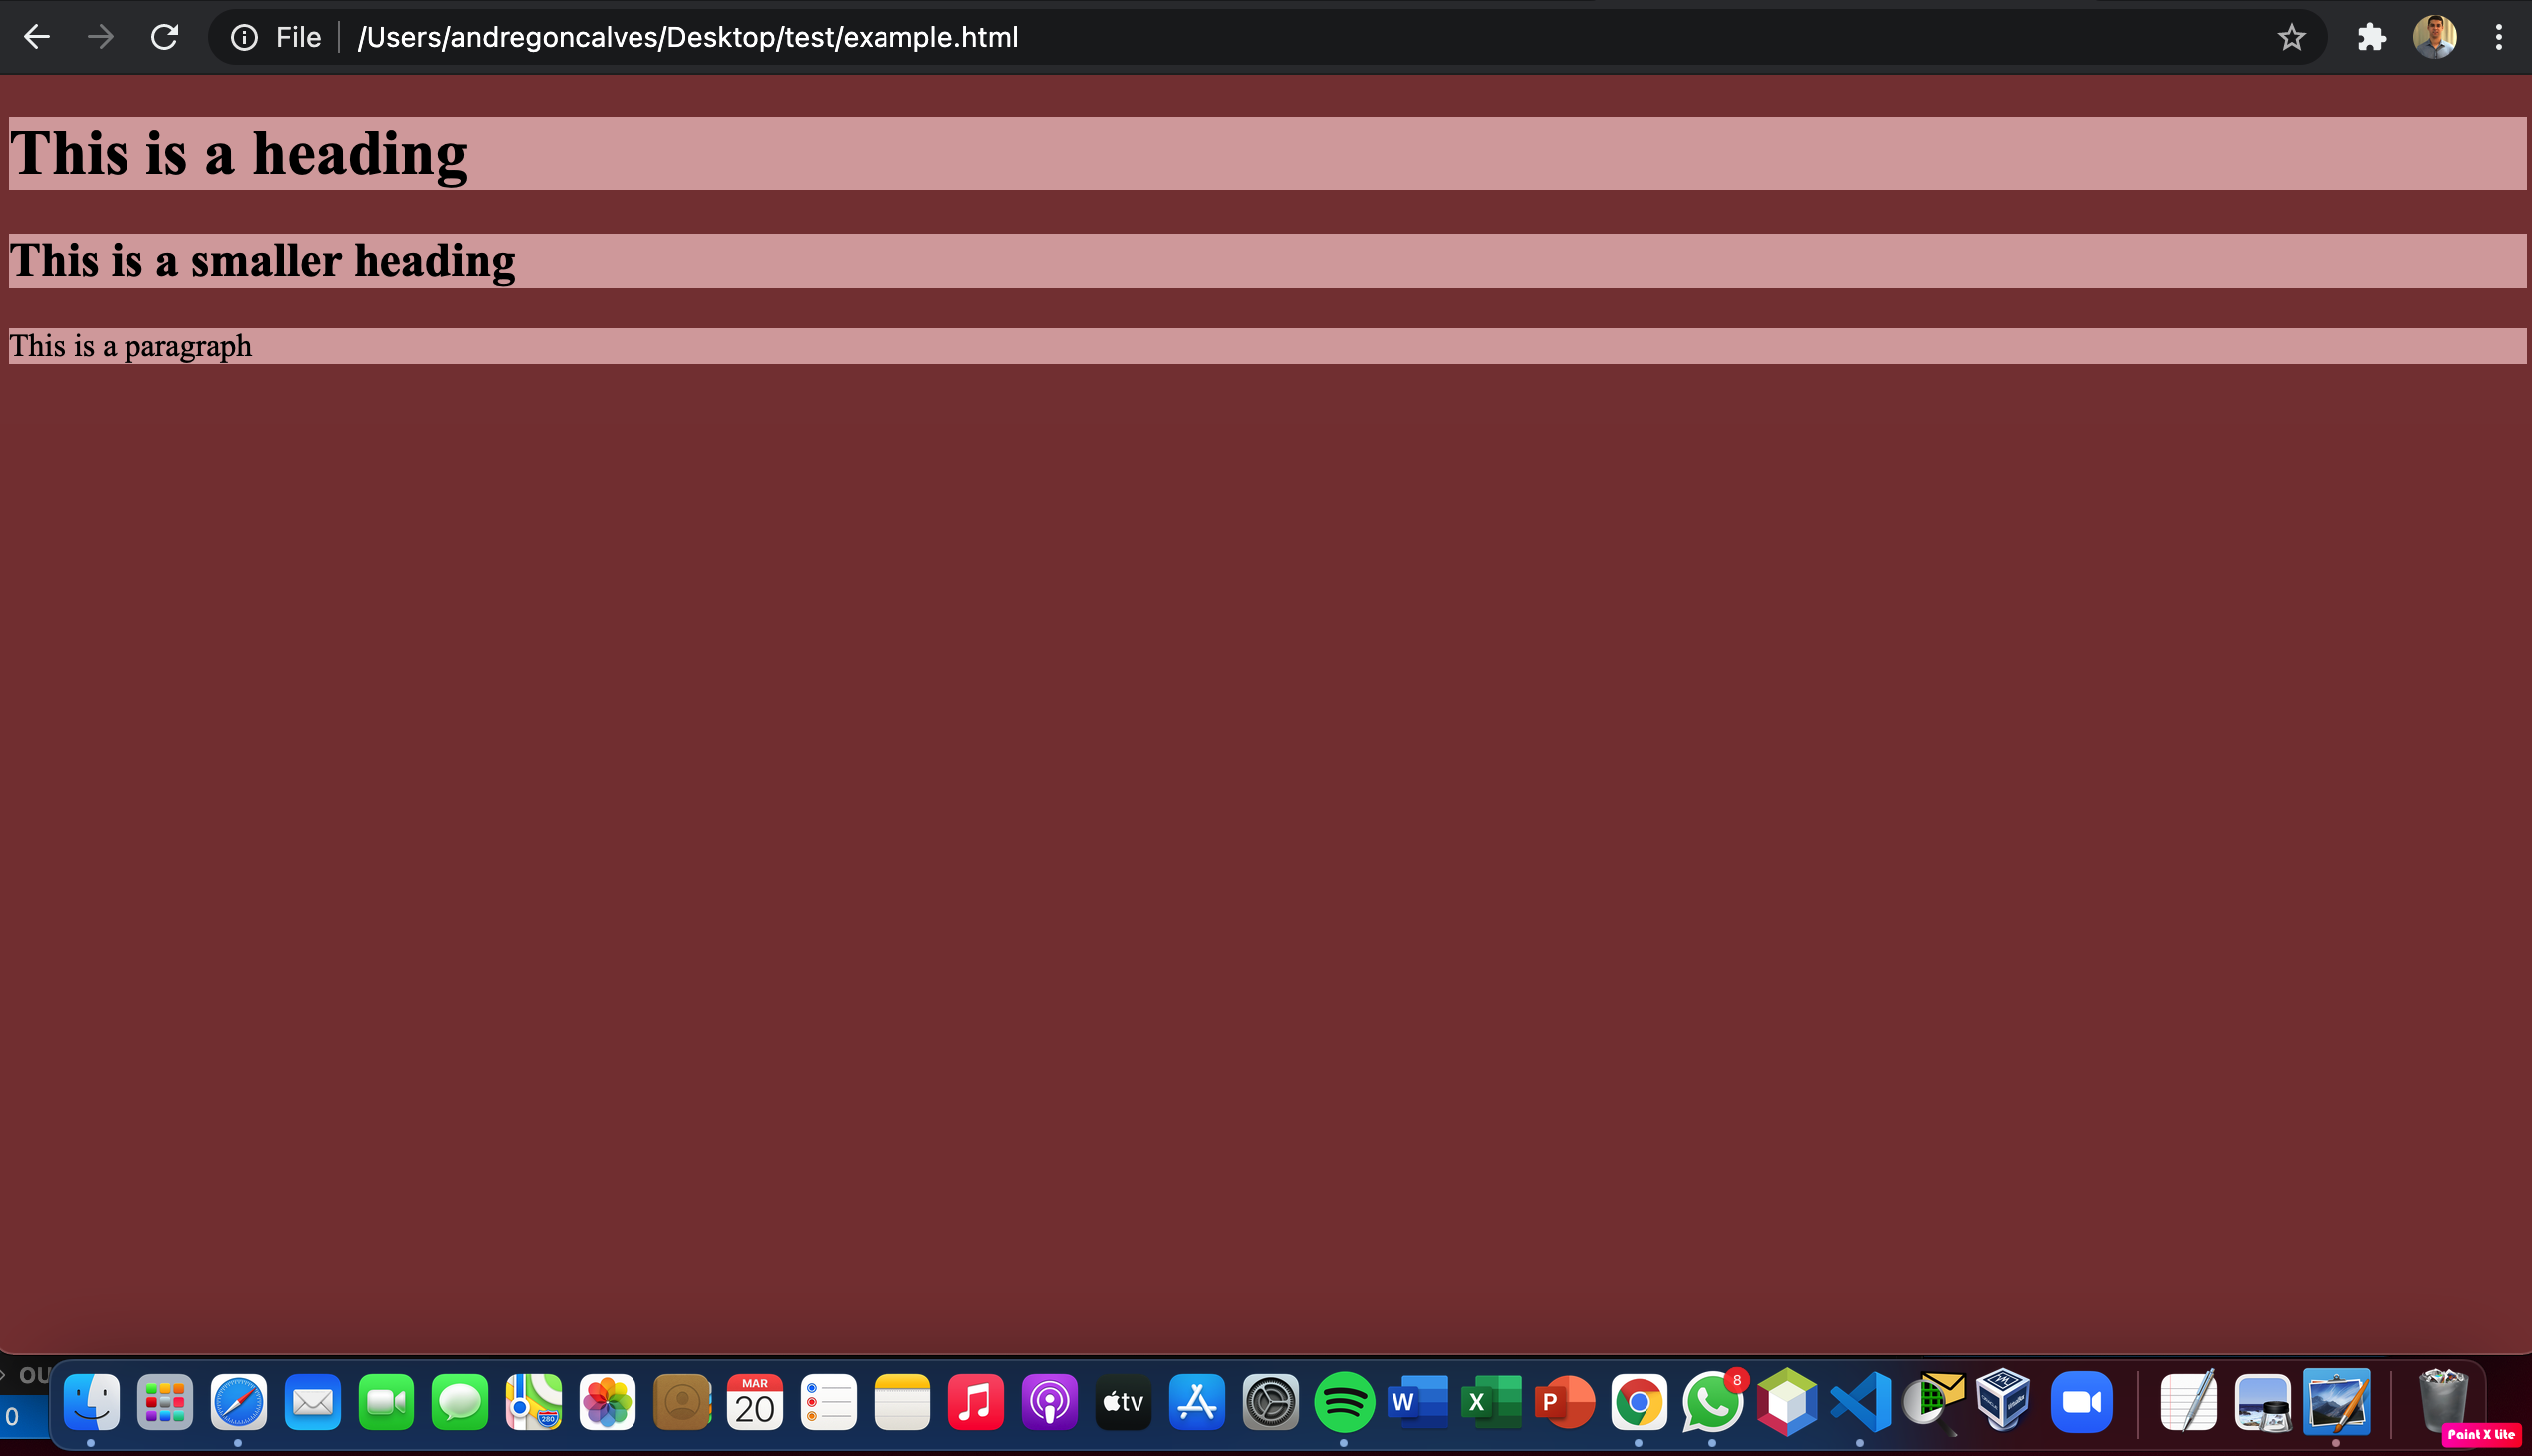 File /Users/andregoncalves/Desktop/test/example.html
This is a heading
This is a smaller heading
This is a paragraph
0
MAR
20
280
tv
W
X
P
8
Paint X Lite